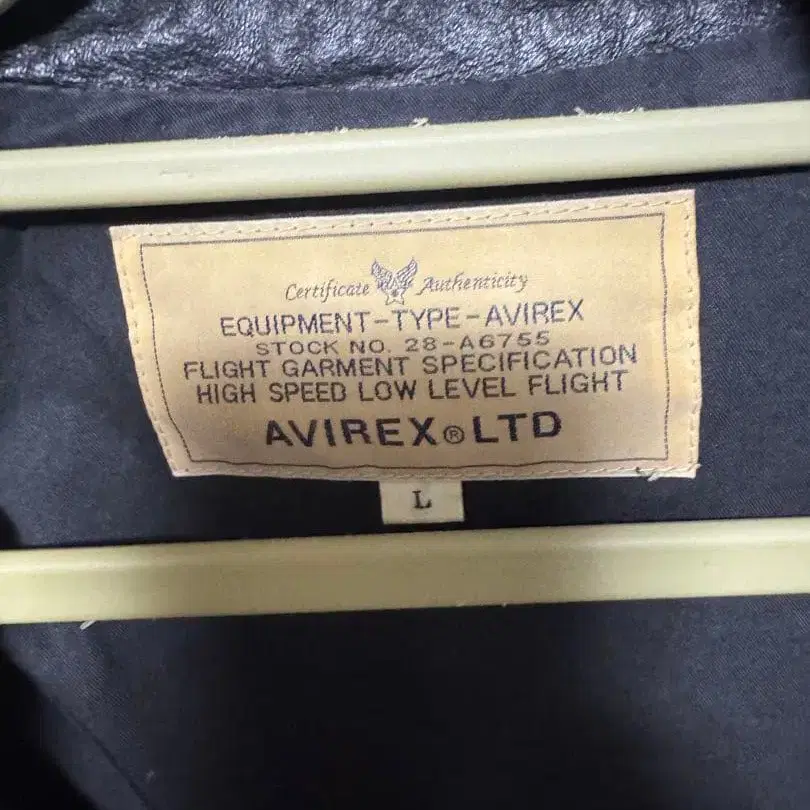 Certificate Authenticity
EQUIPMENT-TYPE-AVIREX
STOCK NO. 28-A6755
FLIGHT GARMENT SPECIFICATION
HIGH SPEED LOW LEVEL FLIGHT
AVIREX® LTD
L